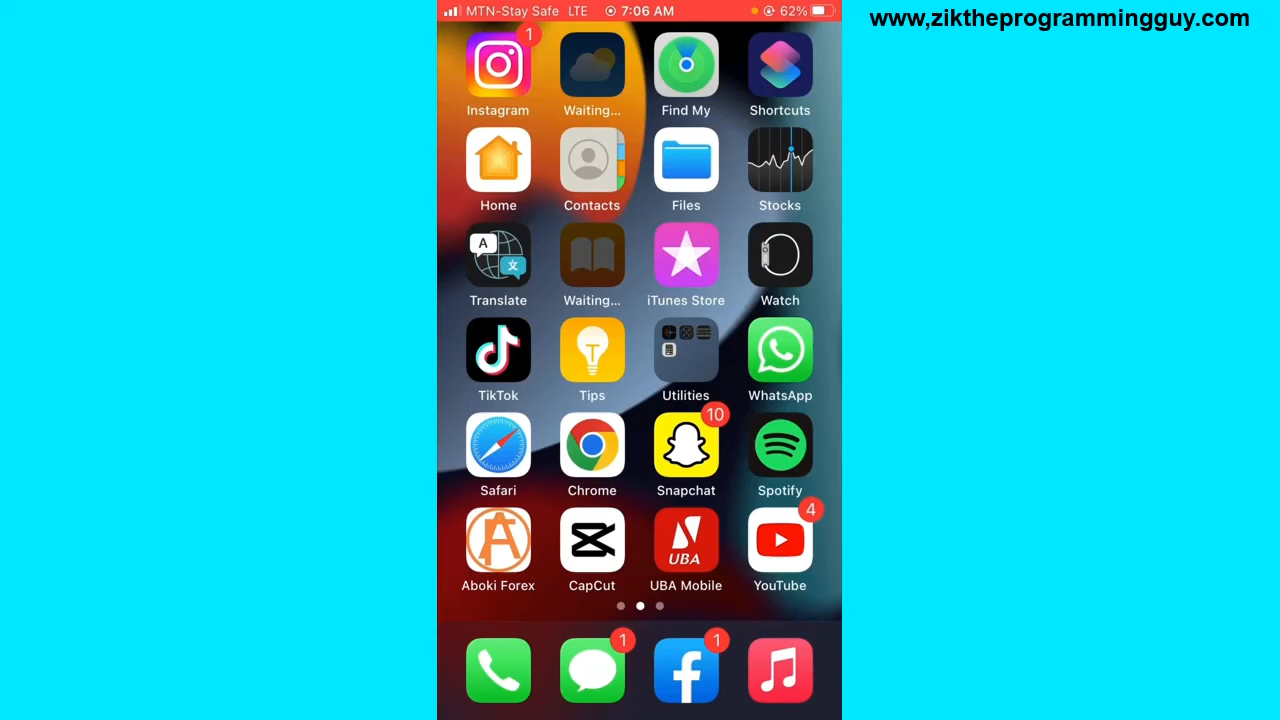 MTN-Stay Safe LTE 7:06 AM 62%
www,ziktheprogrammingguy.com
1
Instagram Waiting... Find My Shortcuts
Home Contacts Files Stocks
A
文
Translate Waiting... iTunes Store Watch
TikTok Tips Utilities WhatsApp
10
Safari Chrome Snapchat Spotify
4
UBA
Aboki Forex CapCut UBA Mobile YouTube
1 1